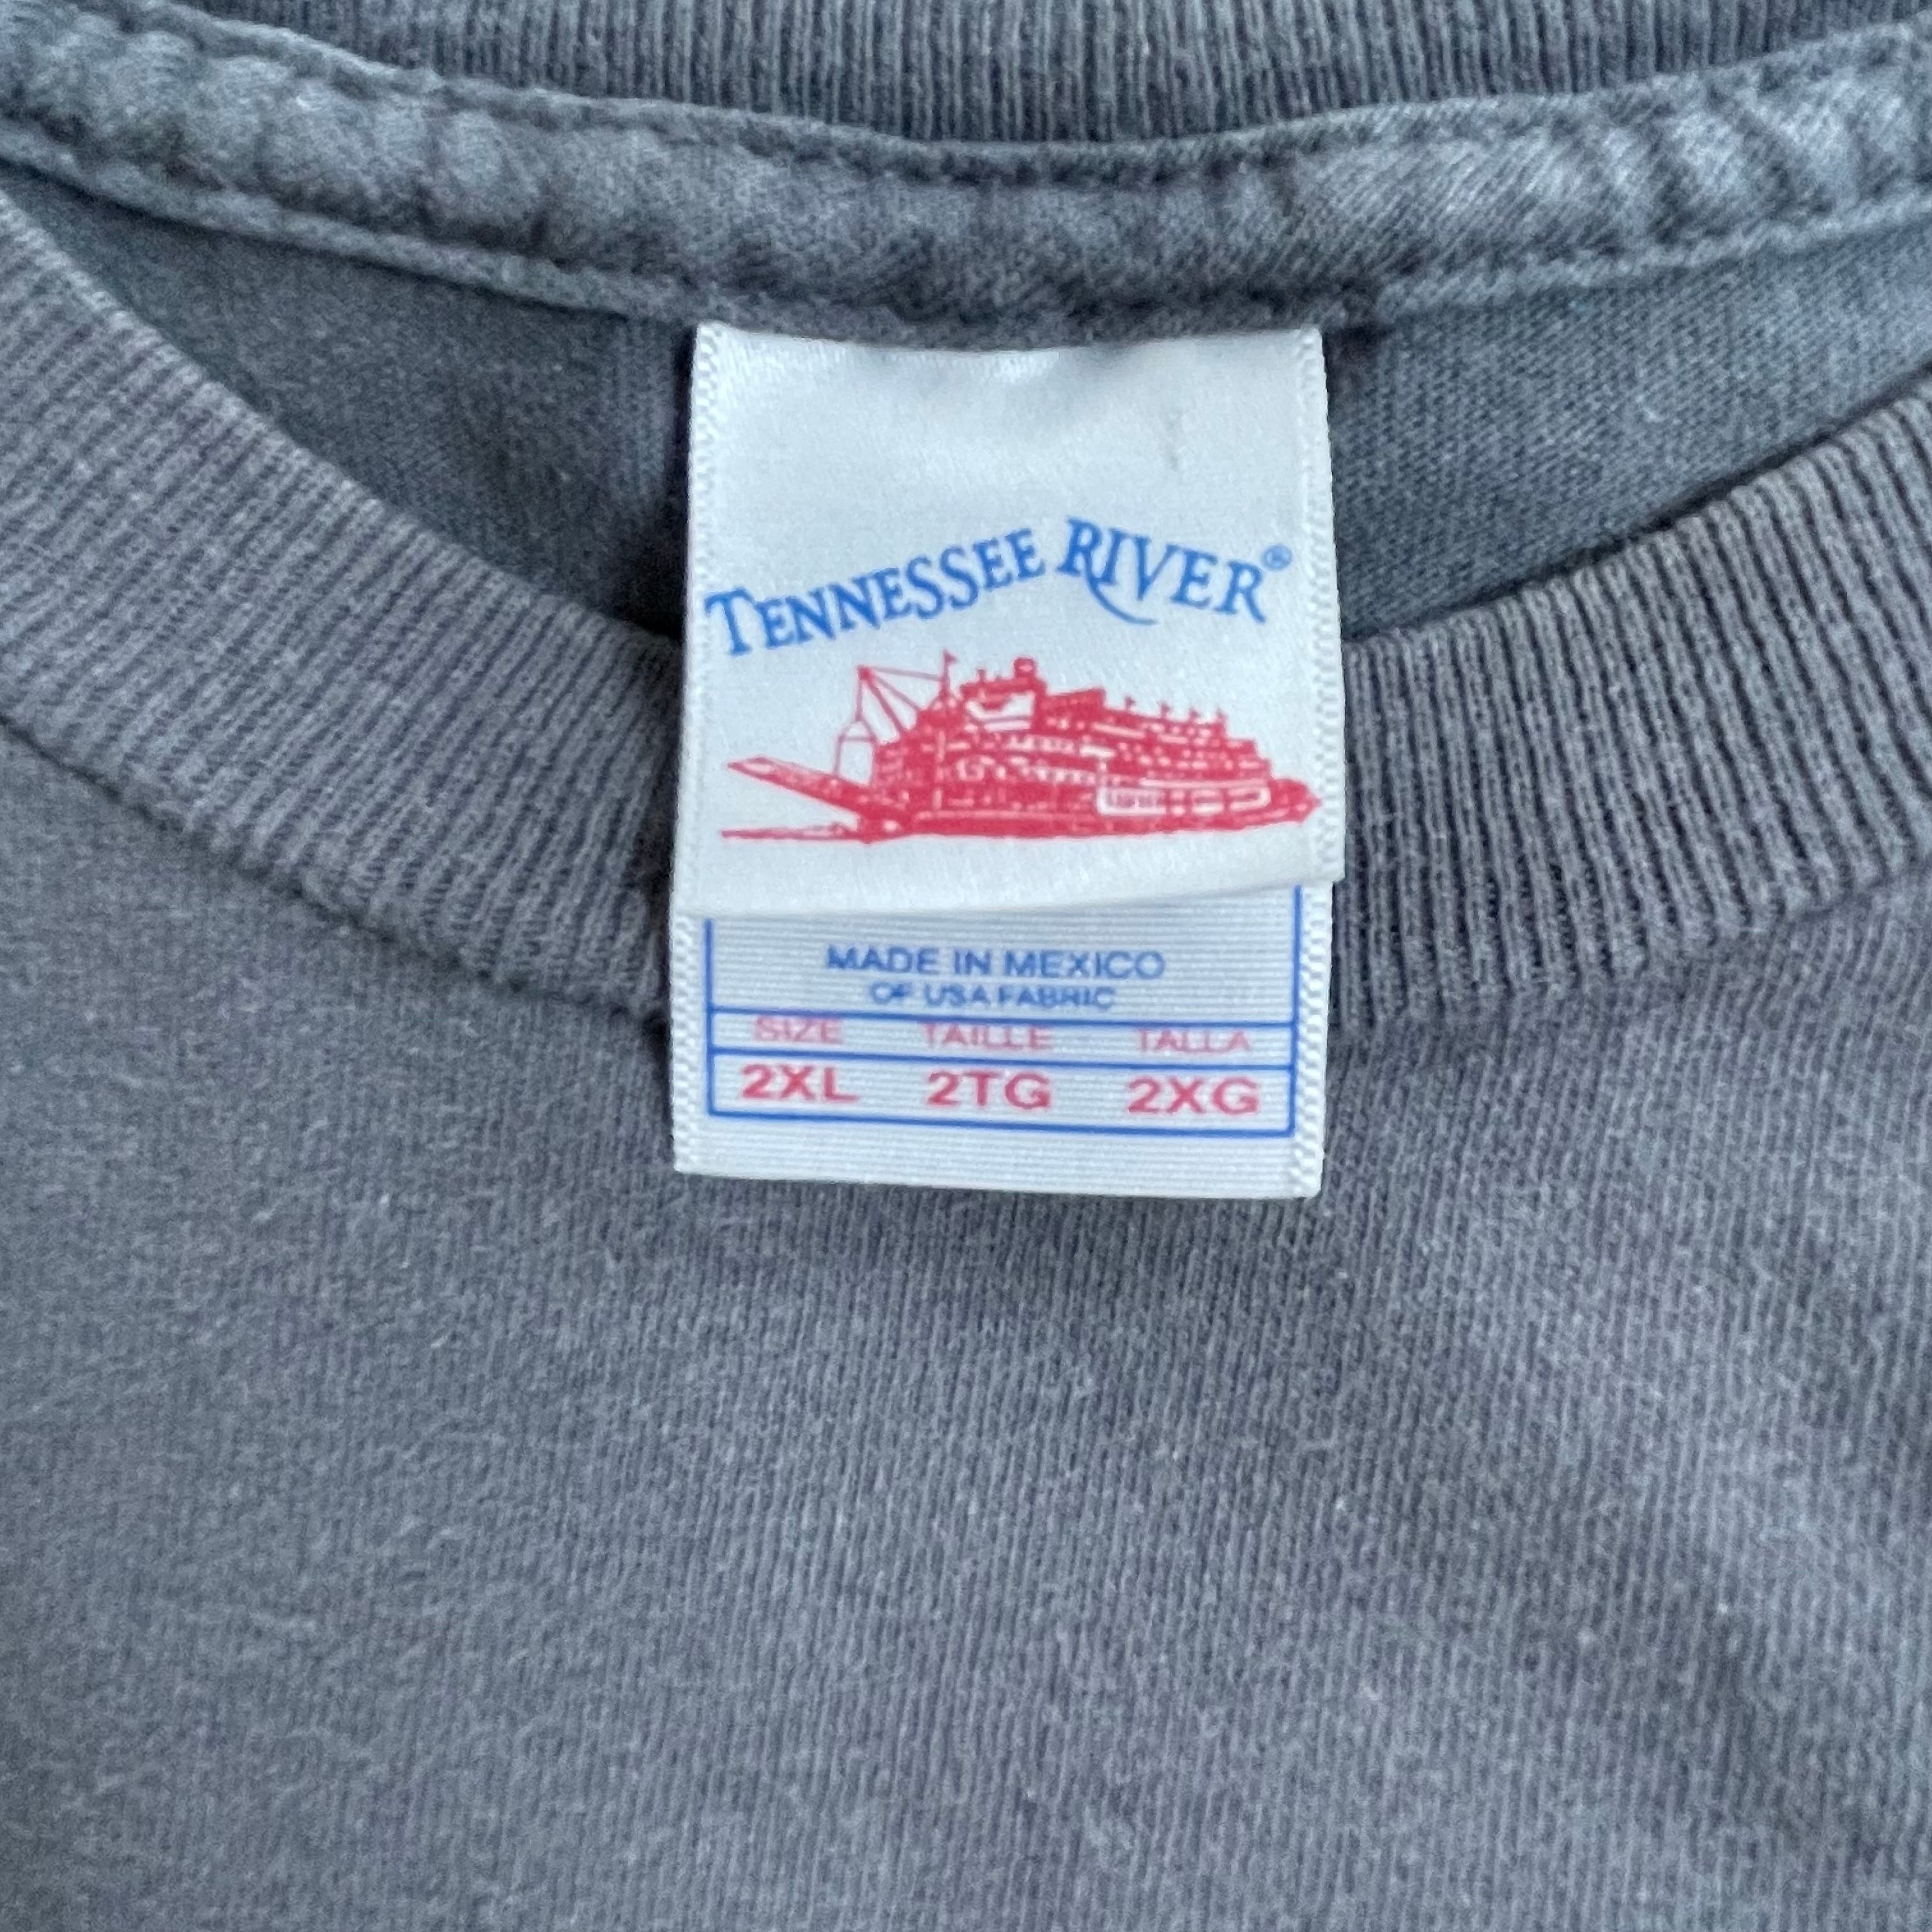 TENNESSEE RIVER®
MADE IN MEXICO
OF USA FABRIC
SIZE TAILLE TALLA
2XL 2TG 2XG